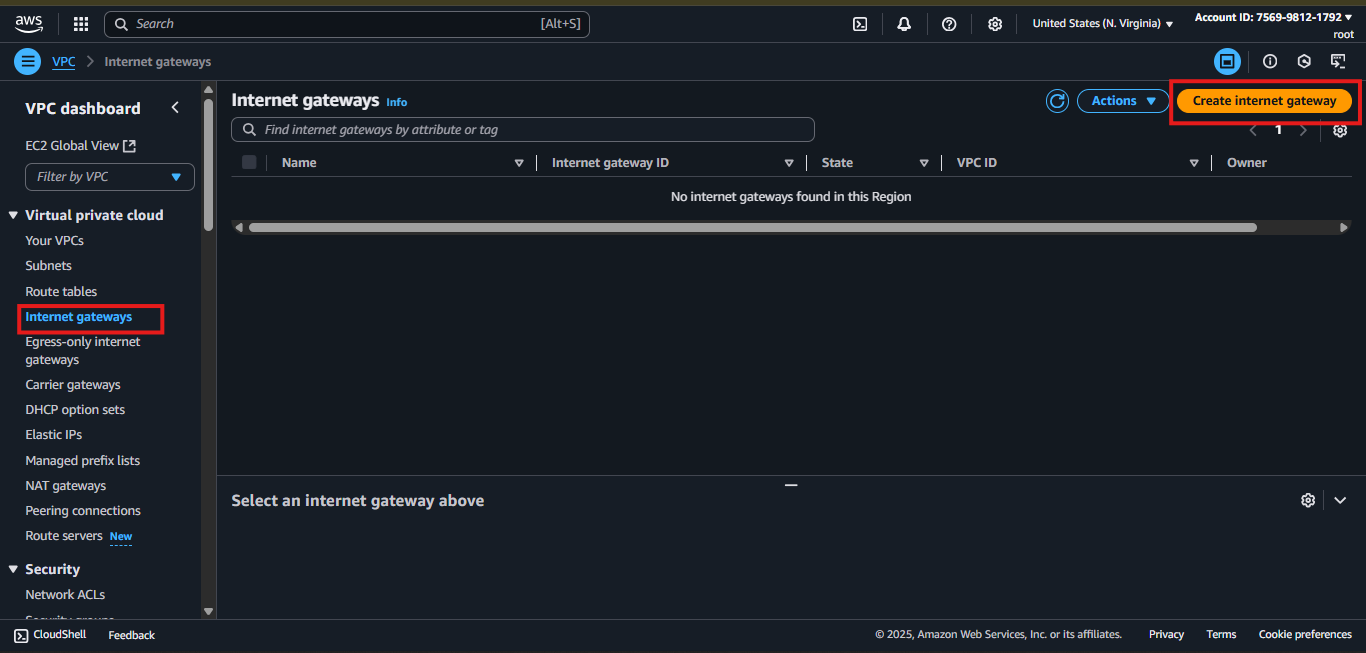 aws
Search [Alt+S]
United States (N. Virginia)
Account ID: 7569-9812-1792
root
VPC > Internet gateways
VPC dashboard
EC2 Global View
Filter by VPC
Virtual private cloud
Your VPCs
Subnets
Route tables
Internet gateways
Egress-only internet
gateways
Carrier gateways
DHCP option sets
Elastic IPs
Managed prefix lists
NAT gateways
Peering connections
Route servers New
Security
Network ACLs
Security groups
Internet gateways Info
Actions
Create internet gateway
Find internet gateways by attribute or tag
1
Name Internet gateway ID State VPC ID Owner
No internet gateways found in this Region
Select an internet gateway above
CloudShell Feedback
© 2025, Amazon Web Services, Inc. or its affiliates. Privacy Terms Cookie preferences